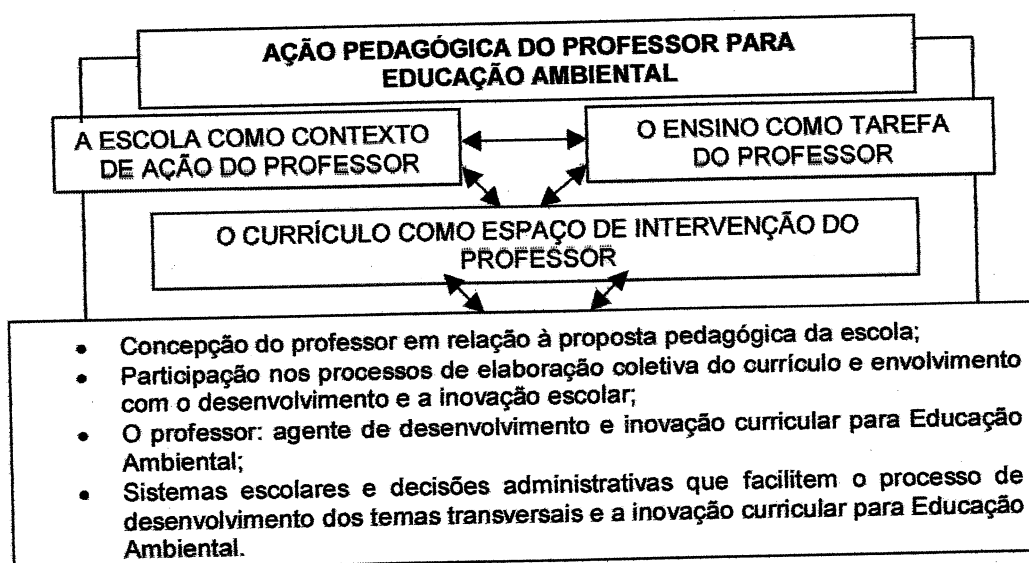 AÇÃO PEDAGÓGICA DO PROFESSOR PARA
EDUCAÇÃO AMBIENTAL
A ESCOLA COMO CONTEXTO
DE AÇÃO DO PROFESSOR
O ENSINO COMO TAREFA
DO PROFESSOR
O CURRÍCULO COMO ESPAÇO DE INTERVENÇÃO DO
PROFESSOR
• Concepção do professor em relação à proposta pedagógica da escola;
• Participação nos processos de elaboração coletiva do currículo e envolvimento
com o desenvolvimento e a inovação escolar;
• O professor: agente de desenvolvimento e inovação curricular para Educação
Ambiental;
• Sistemas escolares e decisões administrativas que facilitem o processo de
desenvolvimento dos temas transversais e a inovação curricular para Educação
Ambiental.